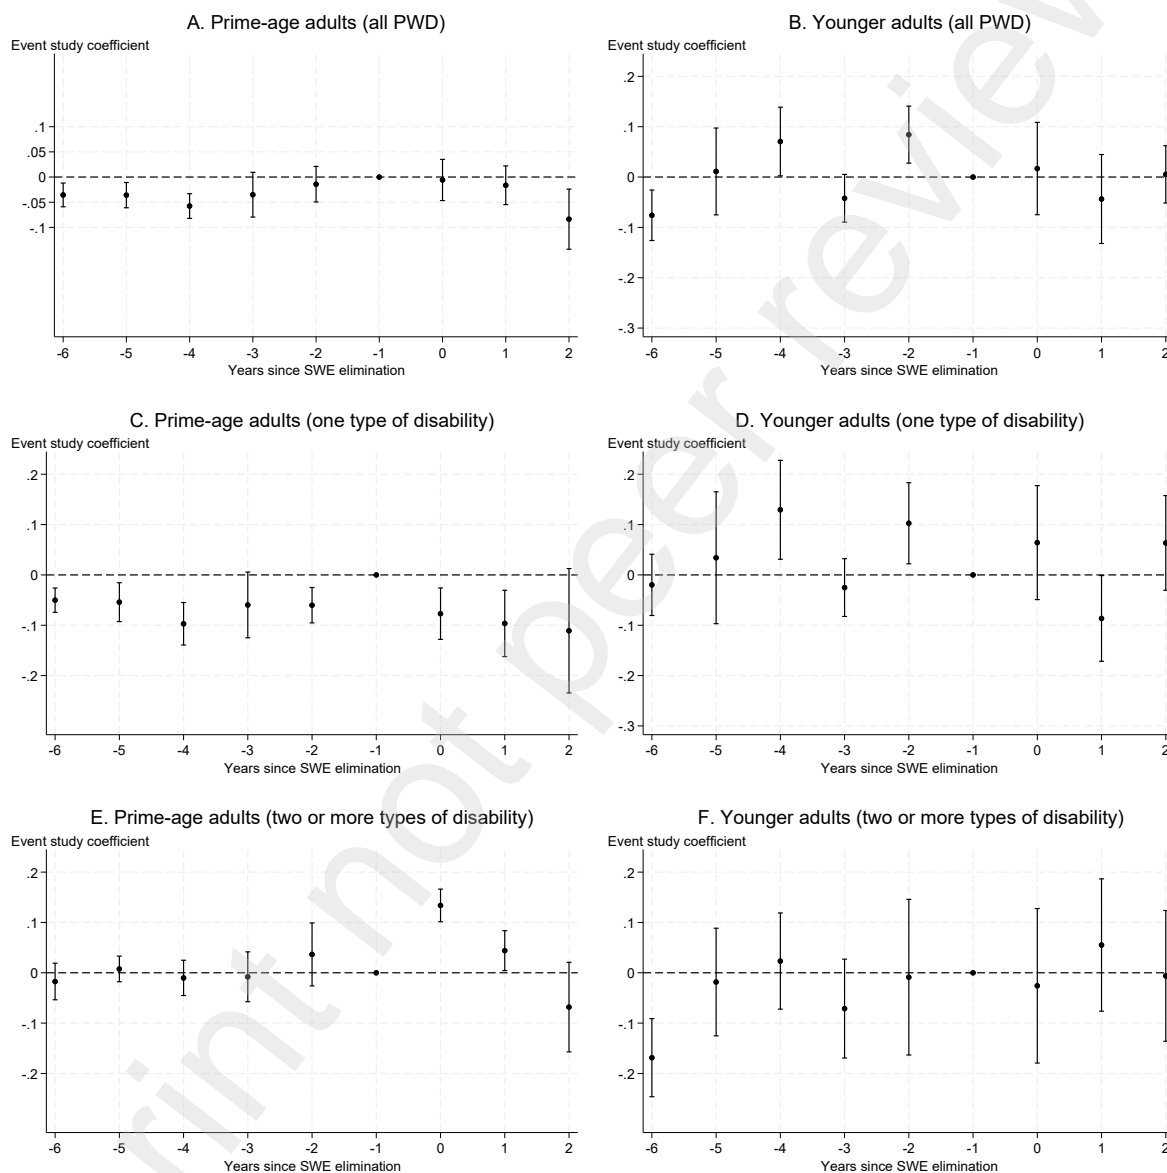 A. Prime-age adults (all PWD)
Event study coefficient
.1
.05
0
-.05
-.1
-6 -5 -4 -3 -2 -1 0 1 2
Years since SWE elimination
B. Younger adults (all PWD)
Event study coefficient
.2
.1
0
-.1
-.2
-.3
-6 -5 -4 -3 -2 -1 0 1 2
Years since SWE elimination
C. Prime-age adults (one type of disability)
Event study coefficient
.2
.1
0
-.1
-.2
-6 -5 -4 -3 -2 -1 0 1 2
Years since SWE elimination
D. Younger adults (one type of disability)
Event study coefficient
.2
.1
0
-.1
-.2
-.3
-6 -5 -4 -3 -2 -1 0 1 2
Years since SWE elimination
E. Prime-age adults (two or more types of disability)
Event study coefficient
.2
.1
0
-.1
-.2
-6 -5 -4 -3 -2 -1 0 1 2
Years since SWE elimination
F. Younger adults (two or more types of disability)
Event study coefficient
.2
.1
0
-.1
-.2
-6 -5 -4 -3 -2 -1 0 1 2
Years since SWE elimination
rint not peer review